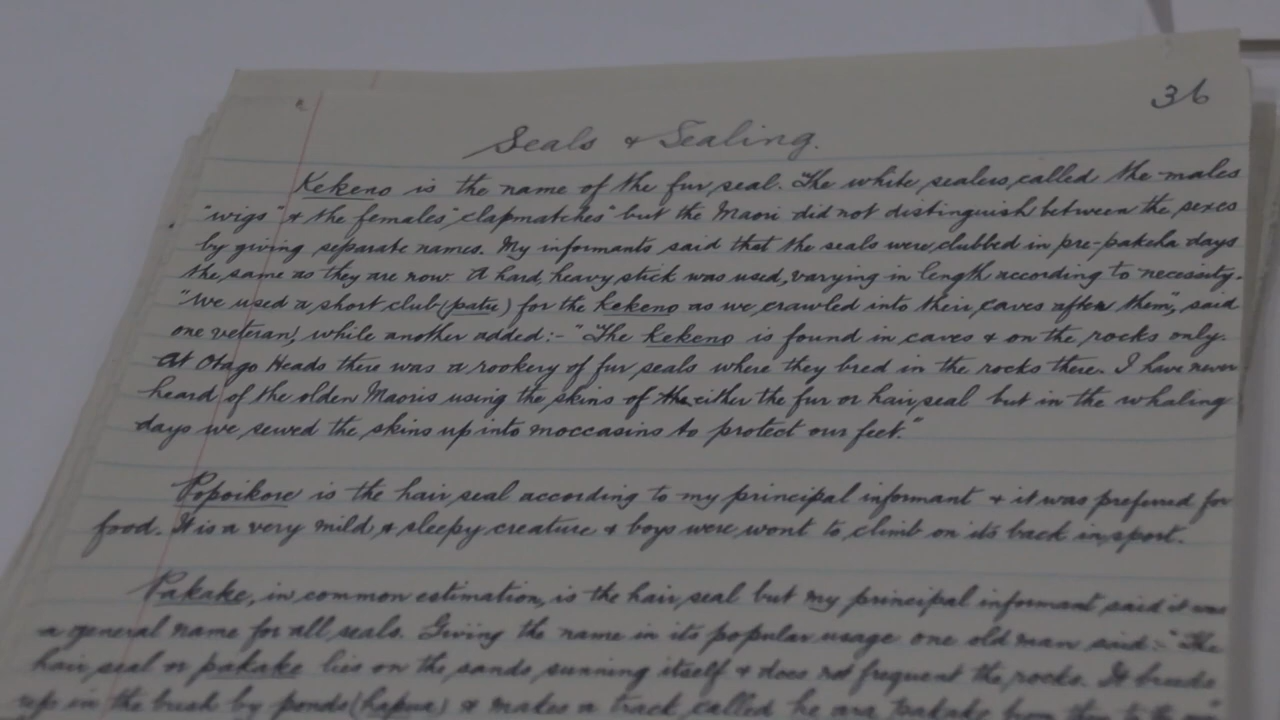 36
Seals & Sealing.
Kekeno is the name of the fur seal. The white sealers called the males
"wigs" & the females "clapmatches" but the Maori did not distinguish between the sexes
by giving separate names. My informants said that the seals were clubbed in pre-pakeha days
the same as they are now. A hard, heavy stick was used, varying in length according to necessity.
"We used a short club (patu) for the kekeno as we crawled into their caves after them", said
one veteran, while another added:- "The kekeno is found in caves & on the rocks only.
At Otago Heads there was a rookery of fur seals where they bred in the rocks there. I have never
heard of the olden Maoris using the skins of either the fur or hair seal but in the whaling
days we sewed the skins up into moccasins to protect our feet."
Popoikore is the hair seal according to my principal informant & it was preferred for
food. It is a very mild & sleepy creature & boys were wont to climb on its back in sport.
Pakake, in common estimation, is the hair seal but my principal informant said it was
a general name for all seals. Giving the name in its popular usage one old man said:- "The
hair seal or pakake lies on the sands sunning itself & does not frequent the rocks. It breeds
up in the bush by ponds (hapua) & makes a track called he ara pakake from the